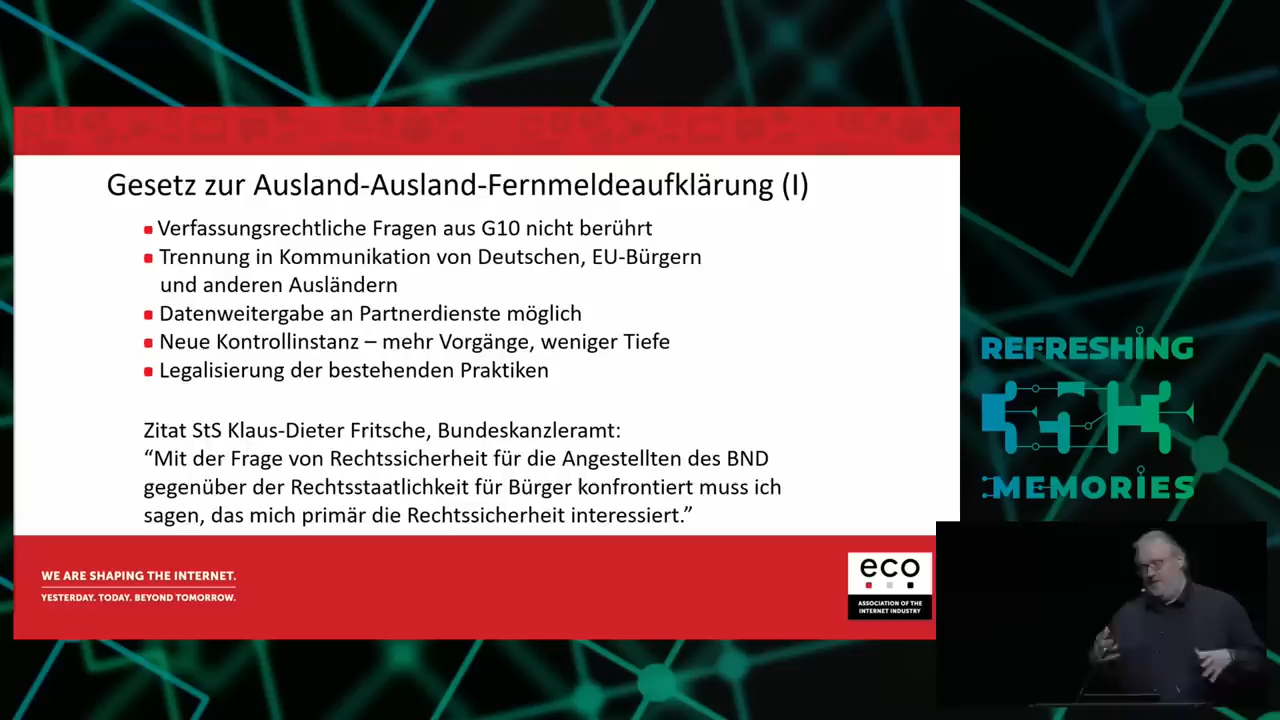 Gesetz zur Ausland-Ausland-Fernmeldeaufklärung (I)
Verfassungsrechtliche Fragen aus G10 nicht berührt
Trennung in Kommunikation von Deutschen, EU-Bürgern
und anderen Ausländern
Datenweitergabe an Partnerdienste möglich
Neue Kontrollinstanz – mehr Vorgänge, weniger Tiefe
Legalisierung der bestehenden Praktiken
Zitat StS Klaus-Dieter Fritsche, Bundeskanzleramt:
“Mit der Frage von Rechtssicherheit für die Angestellten des BND
gegenüber der Rechtsstaatlichkeit für Bürger konfrontiert muss ich
sagen, das mich primär die Rechtssicherheit interessiert.”
WE ARE SHAPING THE INTERNET.
YESTERDAY. TODAY. BEYOND TOMORROW.
eco
ASSOCIATION OF THE
INTERNET INDUSTRY
REFRESHING
MEMORIES